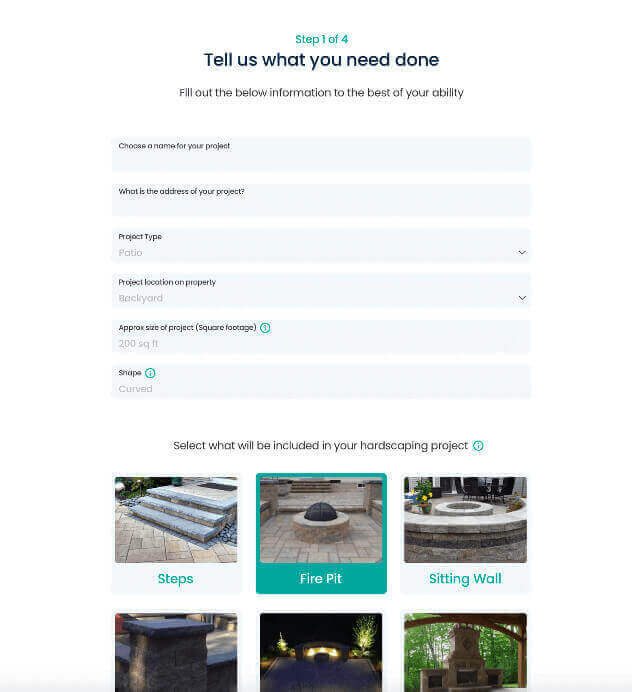 Step 1 of 4
Tell us what you need done
Fill out the below information to the best of your ability
Choose a name for your project
What is the address of your project?
Project Type
Patio
Project location on property
Backyard
Approx size of project (Square footage)
200 sq ft
Shape
Curved
Select what will be included in your hardscaping project
Steps
Fire Pit
Sitting Wall